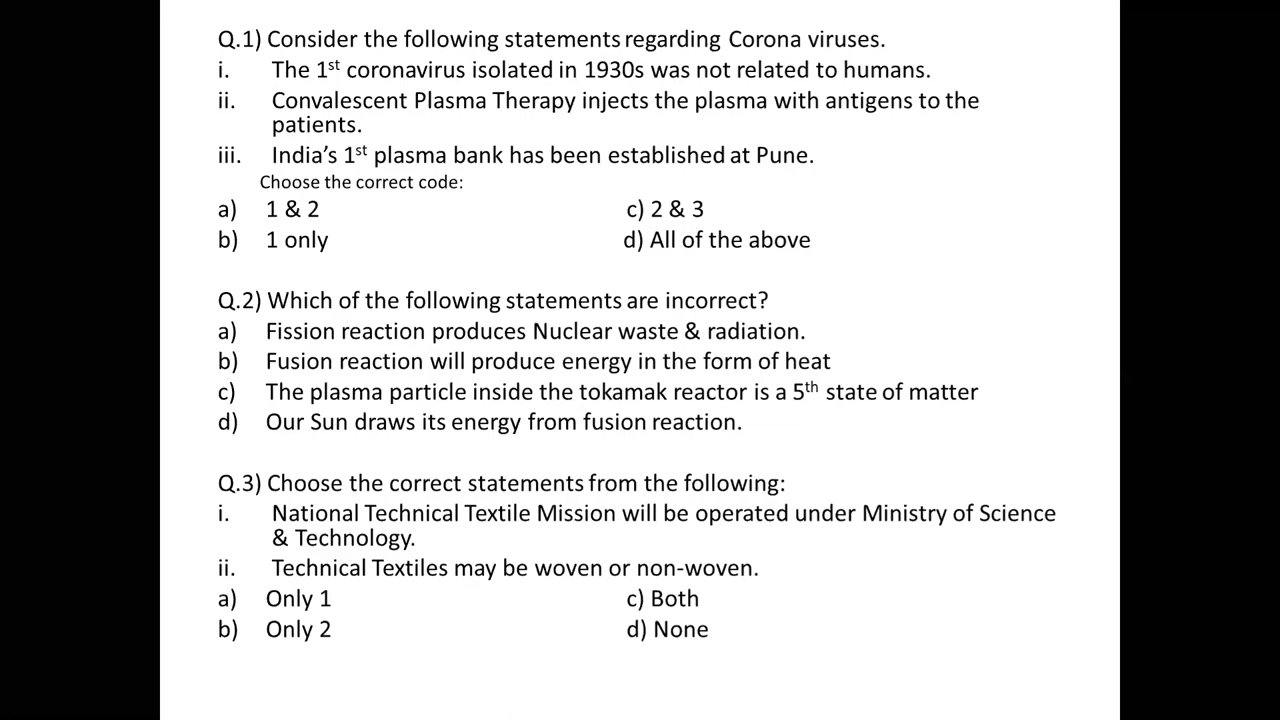 Q.1) Consider the following statements regarding Corona viruses.
i. The 1st coronavirus isolated in 1930s was not related to humans.
ii. Convalescent Plasma Therapy injects the plasma with antigens to the
patients.
iii. India’s 1st plasma bank has been established at Pune.
Choose the correct code:
a) 1 & 2 c) 2 & 3
b) 1 only d) All of the above
Q.2) Which of the following statements are incorrect?
a) Fission reaction produces Nuclear waste & radiation.
b) Fusion reaction will produce energy in the form of heat
c) The plasma particle inside the tokamak reactor is a 5th state of matter
d) Our Sun draws its energy from fusion reaction.
Q.3) Choose the correct statements from the following:
i. National Technical Textile Mission will be operated under Ministry of Science
& Technology.
ii. Technical Textiles may be woven or non-woven.
a) Only 1 c) Both
b) Only 2 d) None